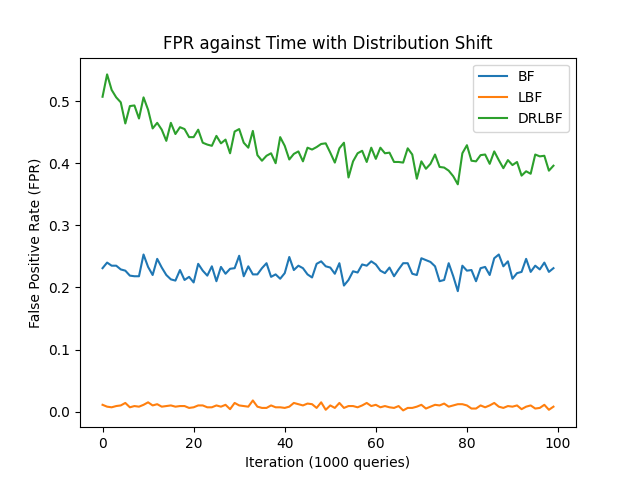 FPR against Time with Distribution Shift
BF
LBF
DRLBF
False Positive Rate (FPR)
0.5
0.4
0.3
0.2
0.1
0.0
0 20 40 60 80 100
Iteration (1000 queries)